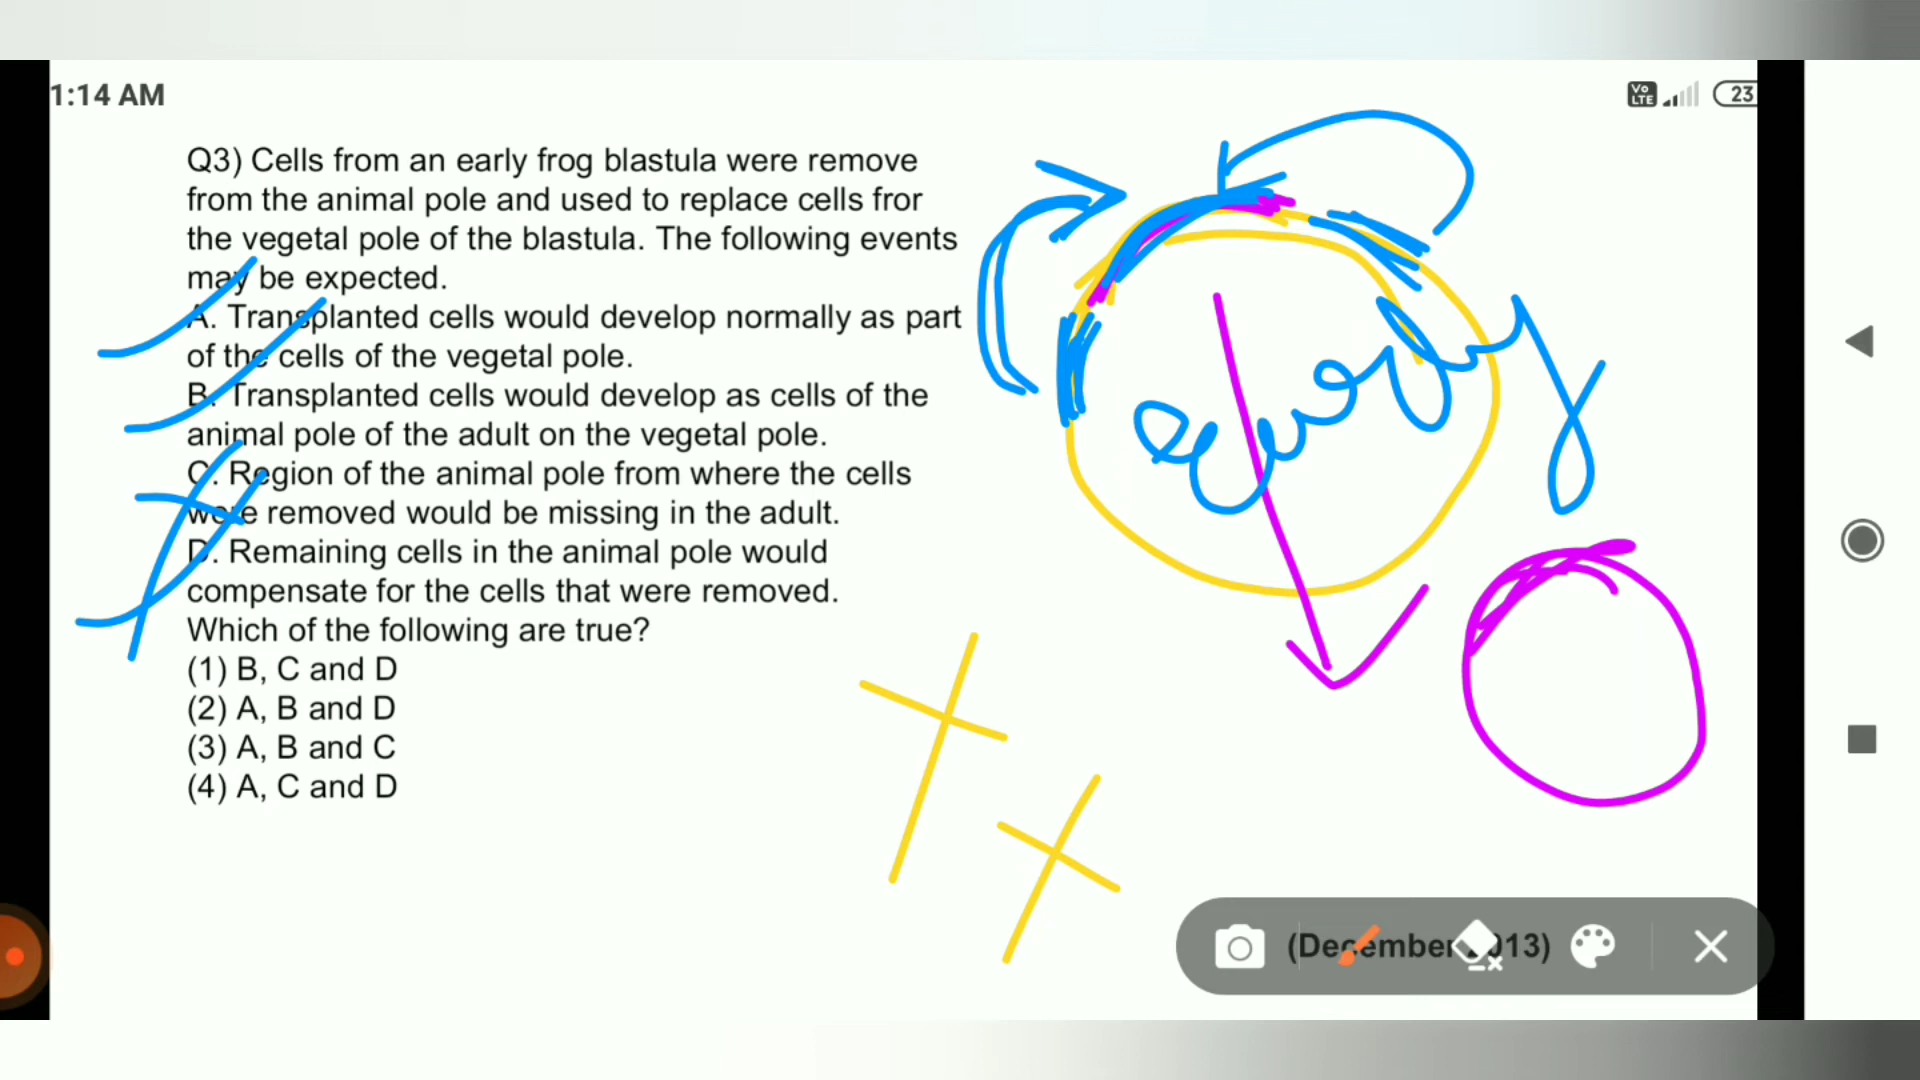 1:14 AM
Vo LTE
23
Q3) Cells from an early frog blastula were remove
from the animal pole and used to replace cells fror
the vegetal pole of the blastula. The following events
may be expected.
A. Transplanted cells would develop normally as part
of the cells of the vegetal pole.
B. Transplanted cells would develop as cells of the
animal pole of the adult on the vegetal pole.
C. Region of the animal pole from where the cells
were removed would be missing in the adult.
D. Remaining cells in the animal pole would
compensate for the cells that were removed.
Which of the following are true?
(1) B, C and D
(2) A, B and D
(3) A, B and C
(4) A, C and D
(December 2013)